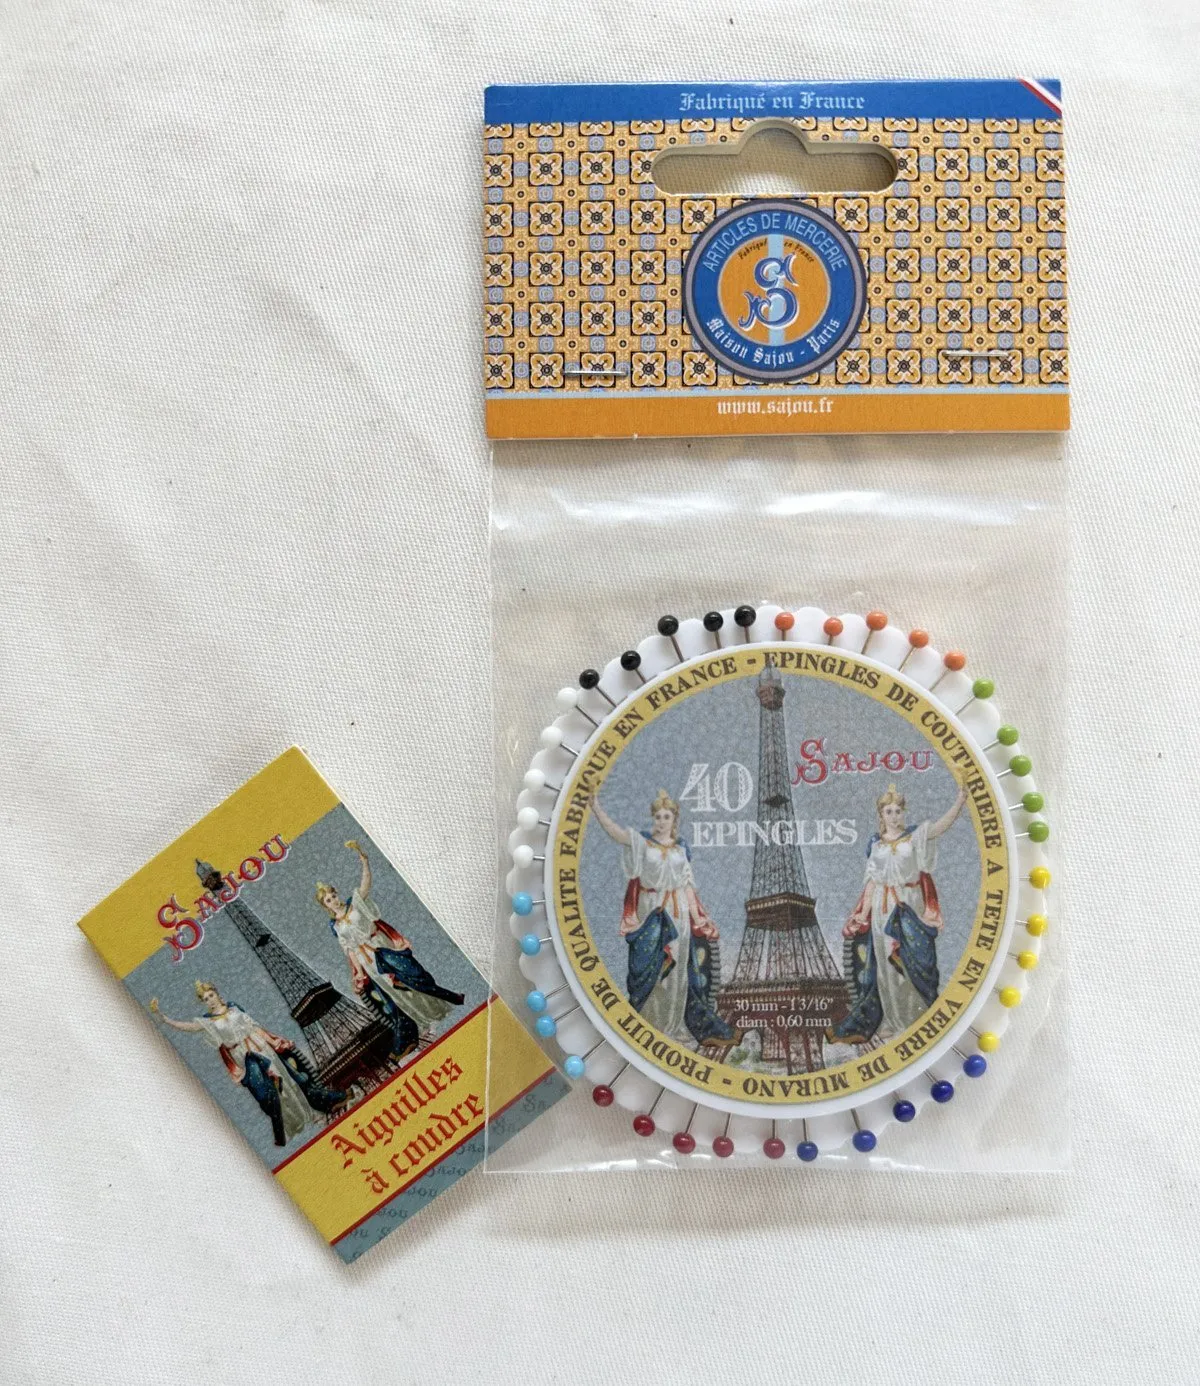 Fabriqué en France
ARTICLES DE MERCERIE
Fabriqué en France
S
Maison Sajou - Paris
www.sajou.fr
PRODUIT DE QUALITE FABRIQUE EN FRANCE - EPINGLES DE COUTURIERE A TETE EN VERRE DE MURANO -
SAJOU
40
EPINGLES
30 mm - 1 3/16"
diam : 0,60 mm
SAJOU
Aiguilles
à coudre